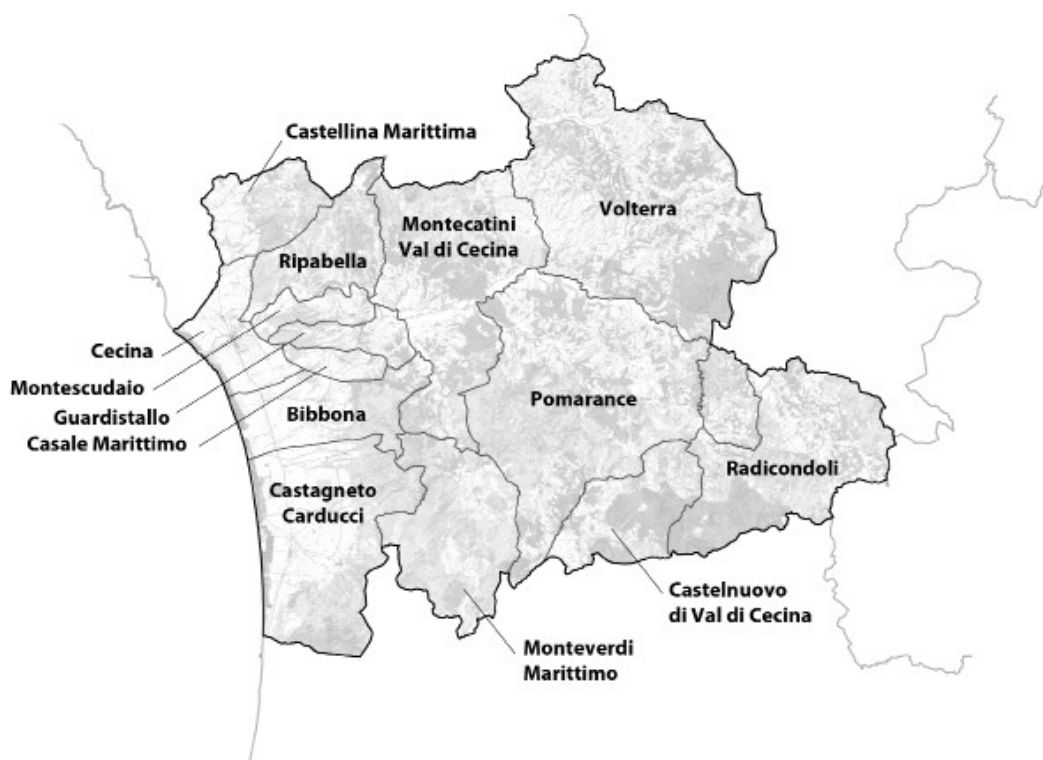 Castellina Marittima
Volterra
Montecatini
Val di Cecina
Ripabella
Cecina
Montescudaio
Guardistallo
Casale Marittimo
Bibbona
Pomarance
Radicondoli
Castagneto
Carducci
Castelnuovo
di Val di Cecina
Monteverdi
Marittimo